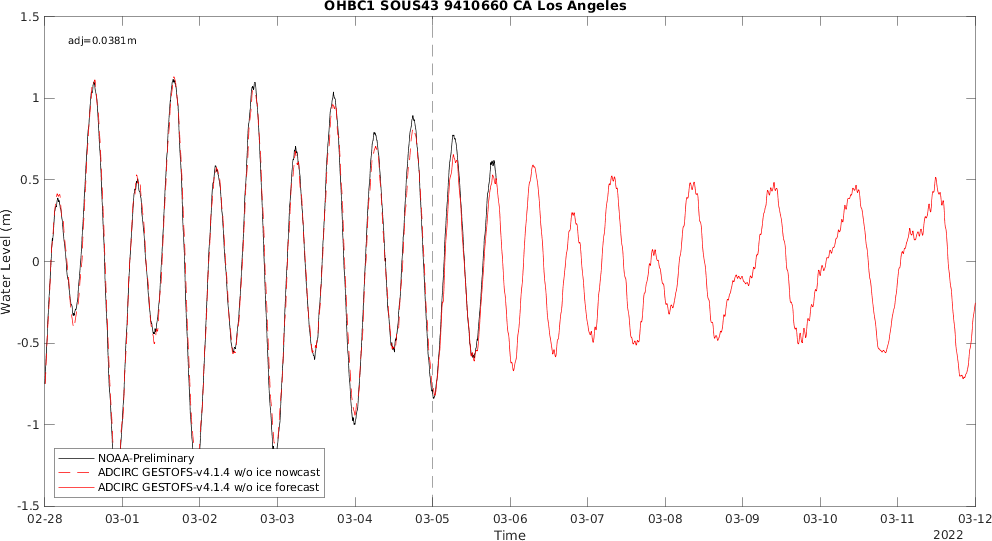 OHBC1 SOUS43 9410660 CA Los Angeles
adj=0.0381m
1.5
1
0.5
0
-0.5
-1
-1.5
Water Level (m)
NOAA-Preliminary
ADCIRC GESTOFS-v4.1.4 w/o ice nowcast
ADCIRC GESTOFS-v4.1.4 w/o ice forecast
02-28 03-01 03-02 03-03 03-04 03-05 03-06 03-07 03-08 03-09 03-10 03-11 03-12
Time
2022